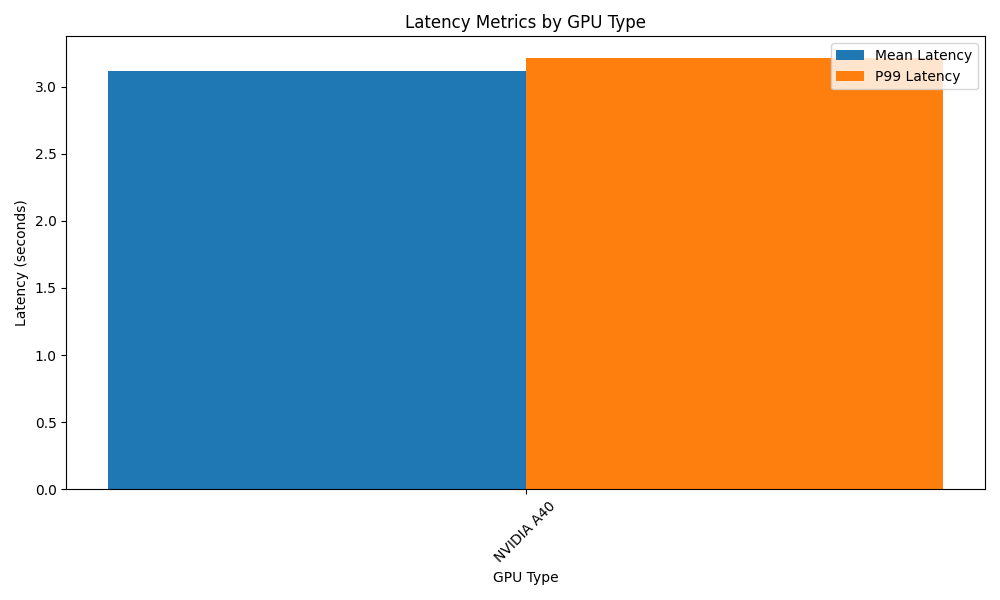 Latency Metrics by GPU Type
Mean Latency
P99 Latency
Latency (seconds)
3.0
2.5
2.0
1.5
1.0
0.5
0.0
NVIDIA A40
GPU Type